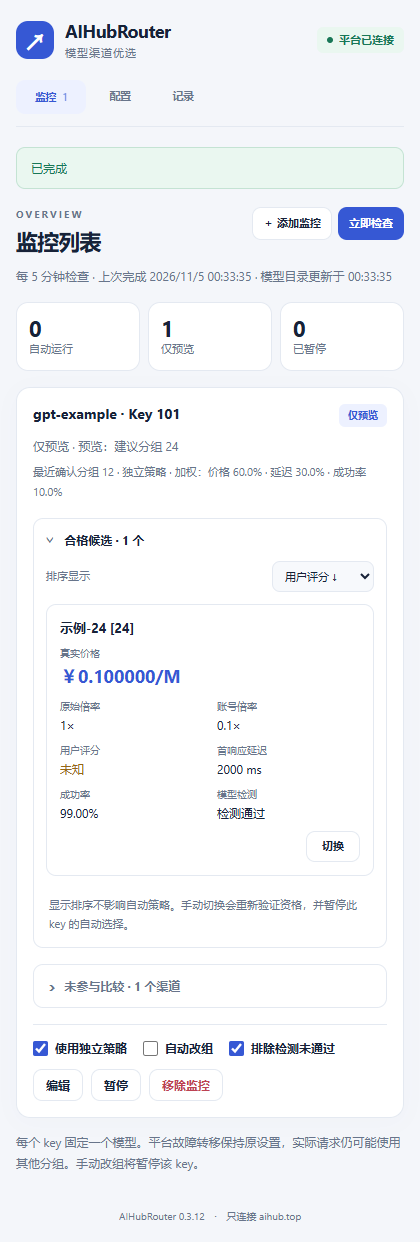 AIHubRouter
模型渠道优选
平台已连接
监控 1
配置
记录
已完成
OVERVIEW
监控列表
+ 添加监控
立即检查
每 5 分钟检查 · 上次完成 2026/11/5 00:33:35 · 模型目录更新于 00:33:35
0
自动运行
1
仅预览
0
已暂停
gpt-example · Key 101
仅预览
仅预览 · 预览：建议分组 24
最近确认分组 12 · 独立策略 · 加权：价格 60.0% · 延迟 30.0% · 成功率
10.0%
合格候选 · 1 个
排序显示
用户评分 ↓
示例-24 [24]
真实价格
￥0.100000/M
原始倍率
账号倍率
1×
0.1×
用户评分
首响应延迟
未知
2000 ms
成功率
模型检测
99.00%
检测通过
切换
显示排序不影响自动策略。手动切换会重新验证资格，并暂停此
key 的自动选择。
未参与比较 · 1 个渠道
使用独立策略
自动改组
排除检测未通过
编辑
暂停
移除监控
每个 key 固定一个模型。平台故障转移保持原设置，实际请求仍可能使用
其他分组。手动改组将暂停该 key。
AIHubRouter 0.3.12 · 只连接 aihub.top